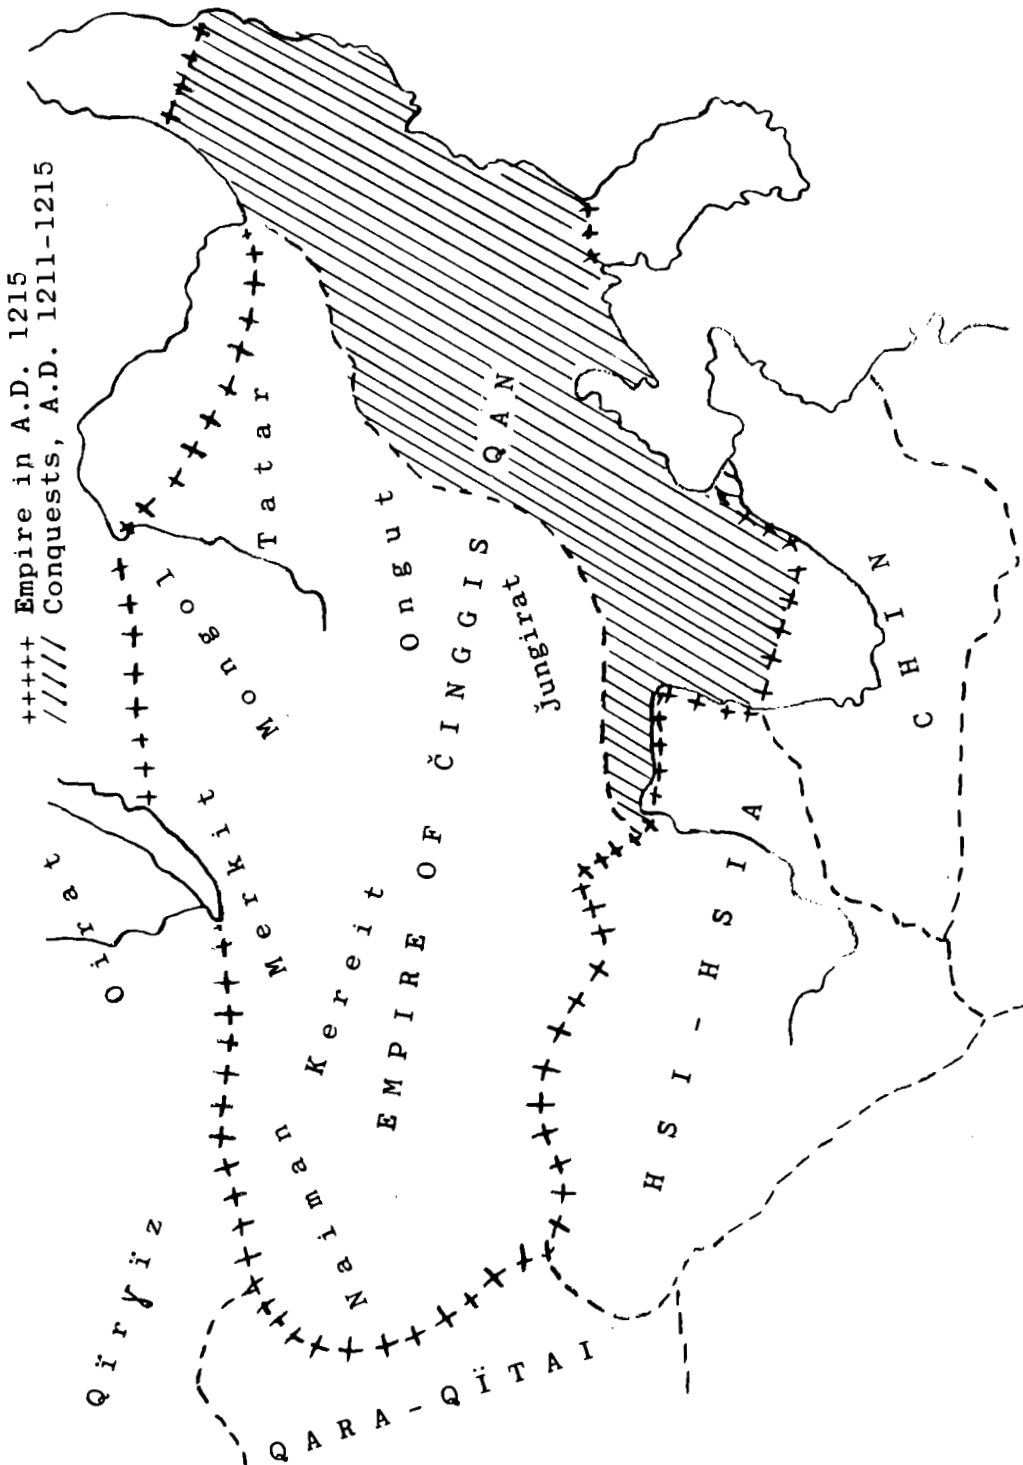 +++++ Empire in A.D. 1215
////// Conquests, A.D. 1211-1215
Qïrγïz
Oirat
Merkit
Mongol
Tatar
Naiman
Kereit
Ongut
EMPIRE OF ČINGGIS QAN
J̌ungirat
QARA-QÏTAI
HSI-HSIA
CHIN